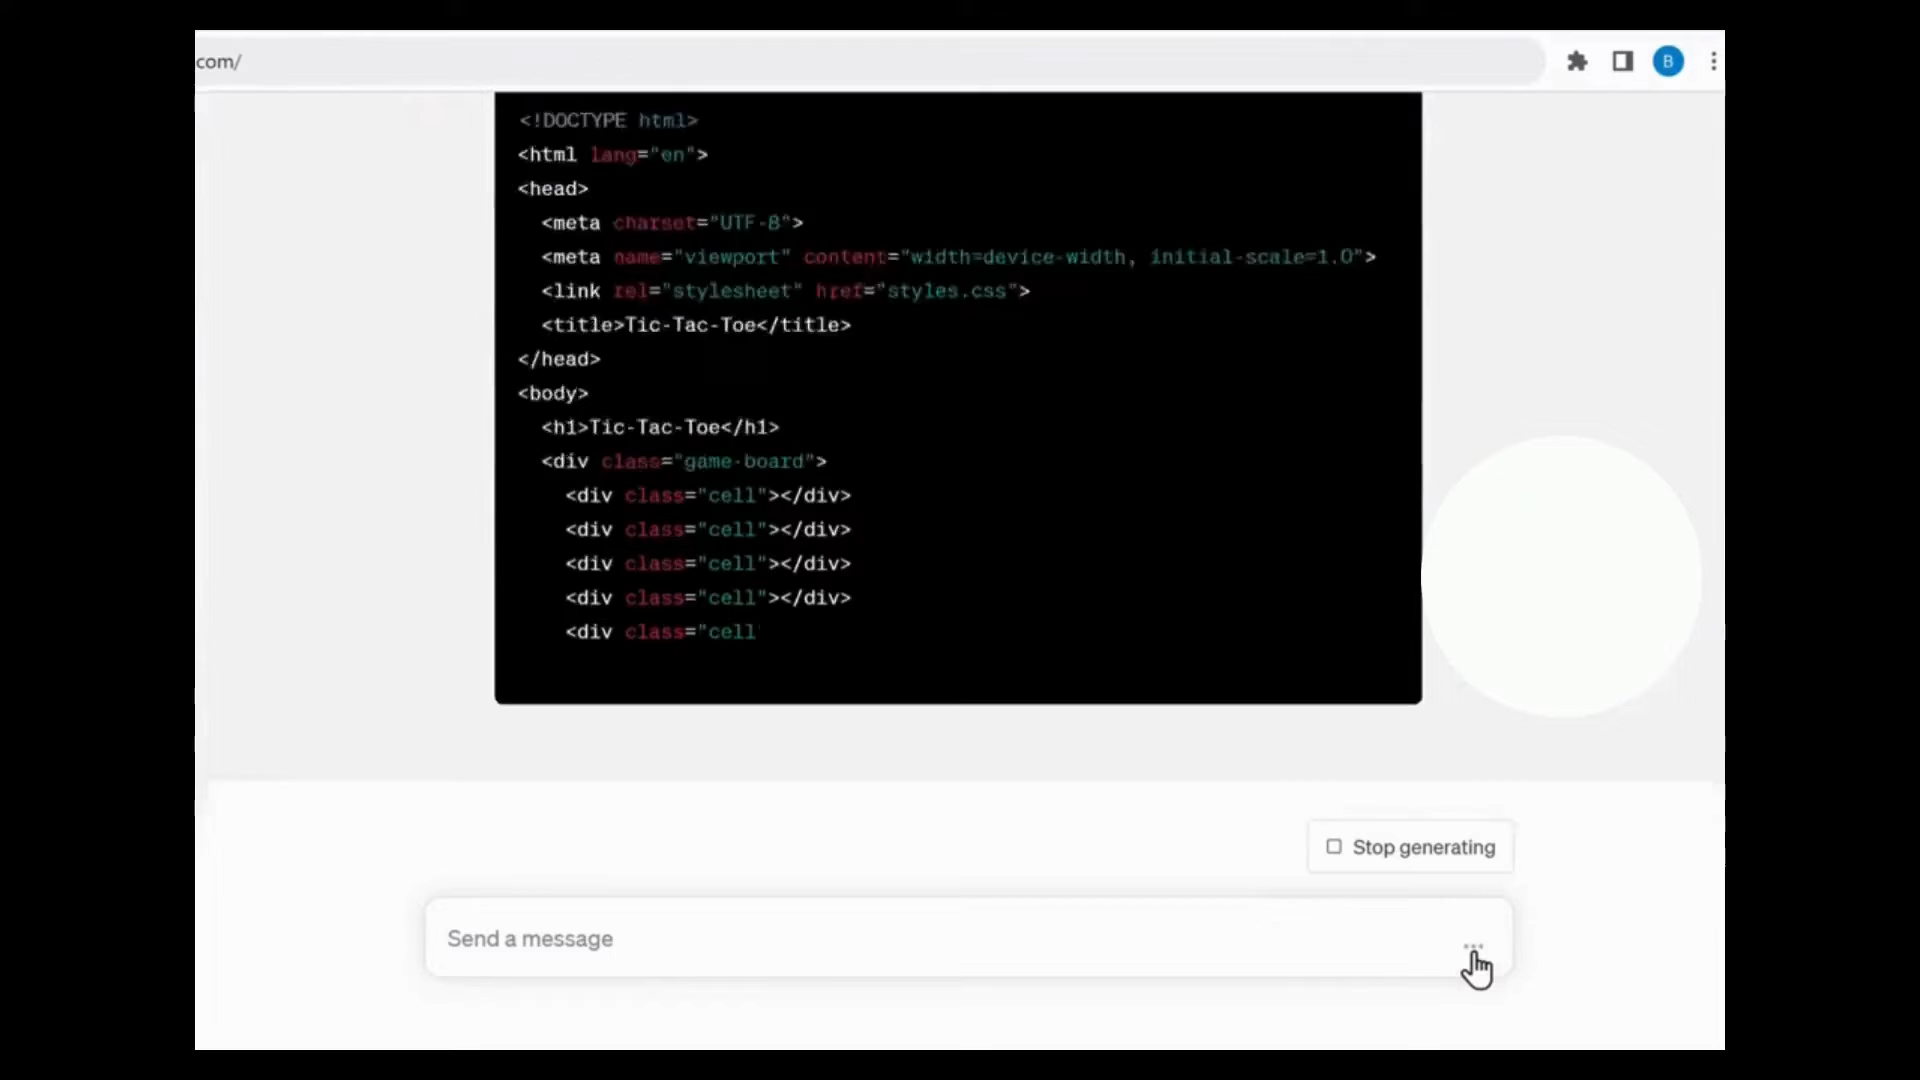 com/
B
<!DOCTYPE html>
<html lang="en">
<head>
<meta charset="UTF-8">
<meta name="viewport" content="width=device-width, initial-scale=1.0">
<link rel="stylesheet" href="styles.css">
<title>Tic-Tac-Toe</title>
</head>
<body>
<h1>Tic-Tac-Toe</h1>
<div class="game-board">
<div class="cell"></div>
<div class="cell"></div>
<div class="cell"></div>
<div class="cell"></div>
<div class="cell
Stop generating
Send a message